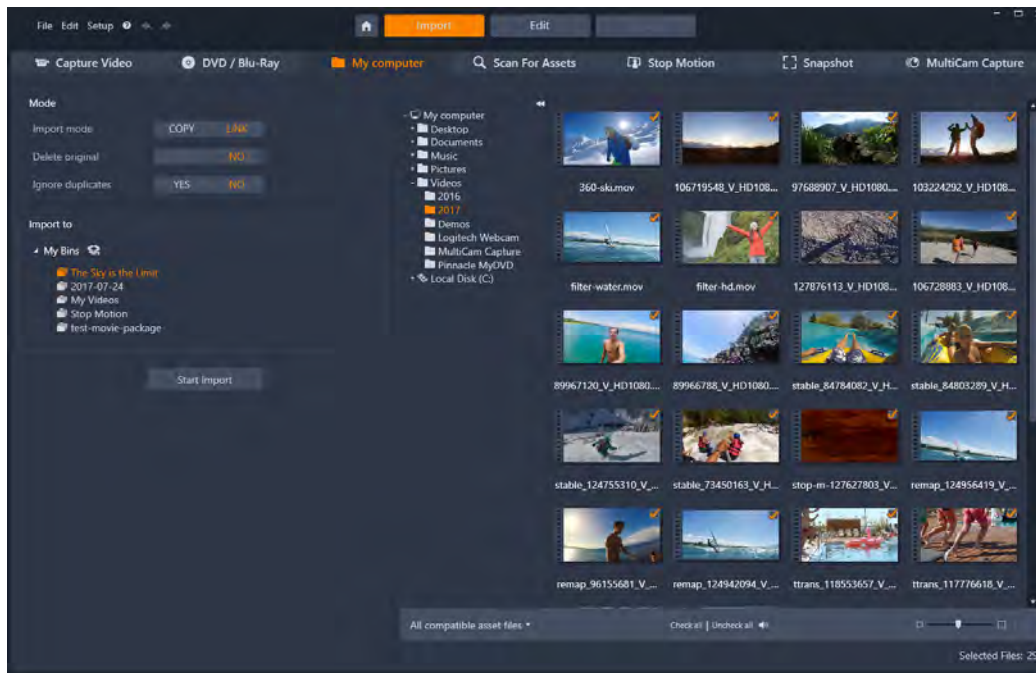 File Edit Setup
Import
Edit
Capture Video
DVD / Blu-Ray
My computer
Scan For Assets
Stop Motion
Snapshot
MultiCam Capture
Mode
Import mode COPY LINK
Delete original NO
Ignore duplicates YES NO
Import to
My Bins
The Sky is the Limit
2017-07-24
My Videos
Stop Motion
test-movie-package
Start Import
My computer
Desktop
Documents
Music
Pictures
Videos
2016
2017
Demos
Logitech Webcam
MultiCam Capture
Pinnacle MyDVD
Local Disk (C:)
360-ski.mov
106719548_V_HD108...
97688907_V_HD1080...
103224292_V_HD108...
filter-water.mov
filter-hd.mov
127876113_V_HD108...
106728883_V_HD108...
89967120_V_HD1080...
89966788_V_HD1080...
stable_84784082_V_H...
stable_84803289_V_H...
stable_124755310_V_...
stable_73450163_V_H...
stop-m-127627803_V...
remap_124956419_V_...
remap_96155681_V_...
remap_124942094_V_...
ttrans_118553657_V_...
ttrans_117776618_V_...
All compatible asset files
Check all | Uncheck all
Selected Files: 29